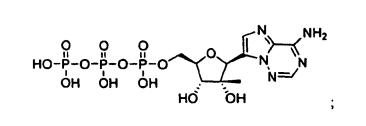 N NH₂
O O O O
HO-P-O-P-O-P-O N N
OH OH OH N
HO OH ;